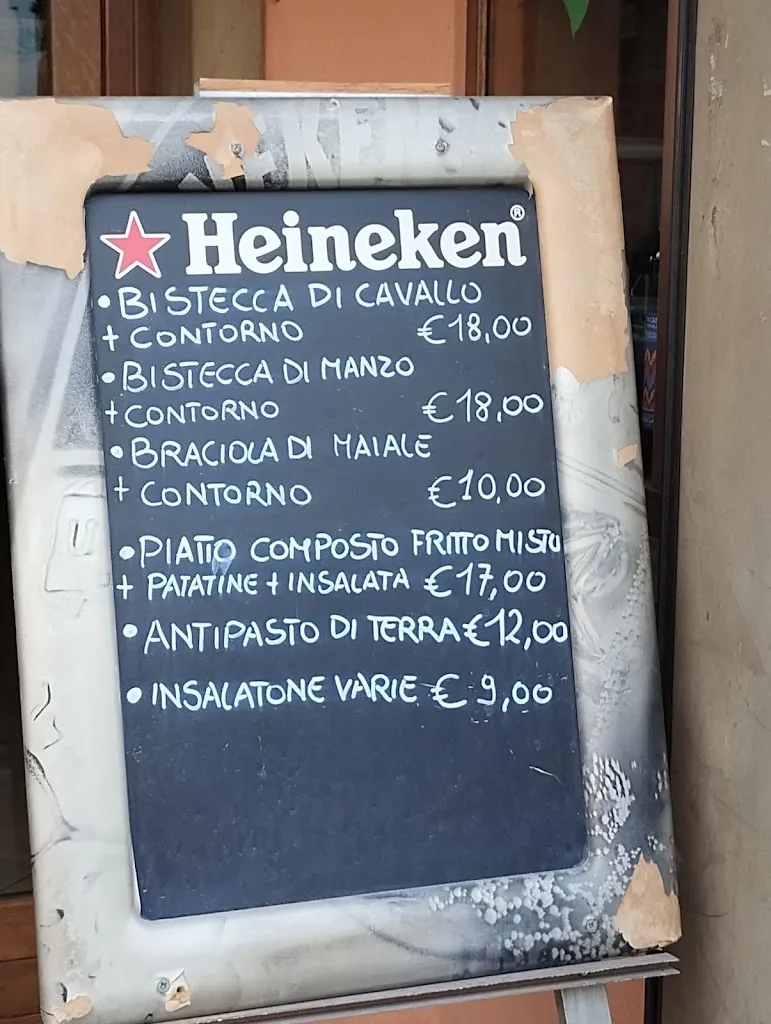 Heineken®
• BISTECCA DI CAVALLO
+ CONTORNO €18,00
• BISTECCA DI MANZO
+ CONTORNO €18,00
• BRACIOLA DI MAIALE
+ CONTORNO €10,00
• PIATTO COMPOSTO FRITTO MISTO
+ PATATINE + INSALATA €17,00
• ANTIPASTO DI TERRA €12,00
• INSALATONE VARIE € 9,00